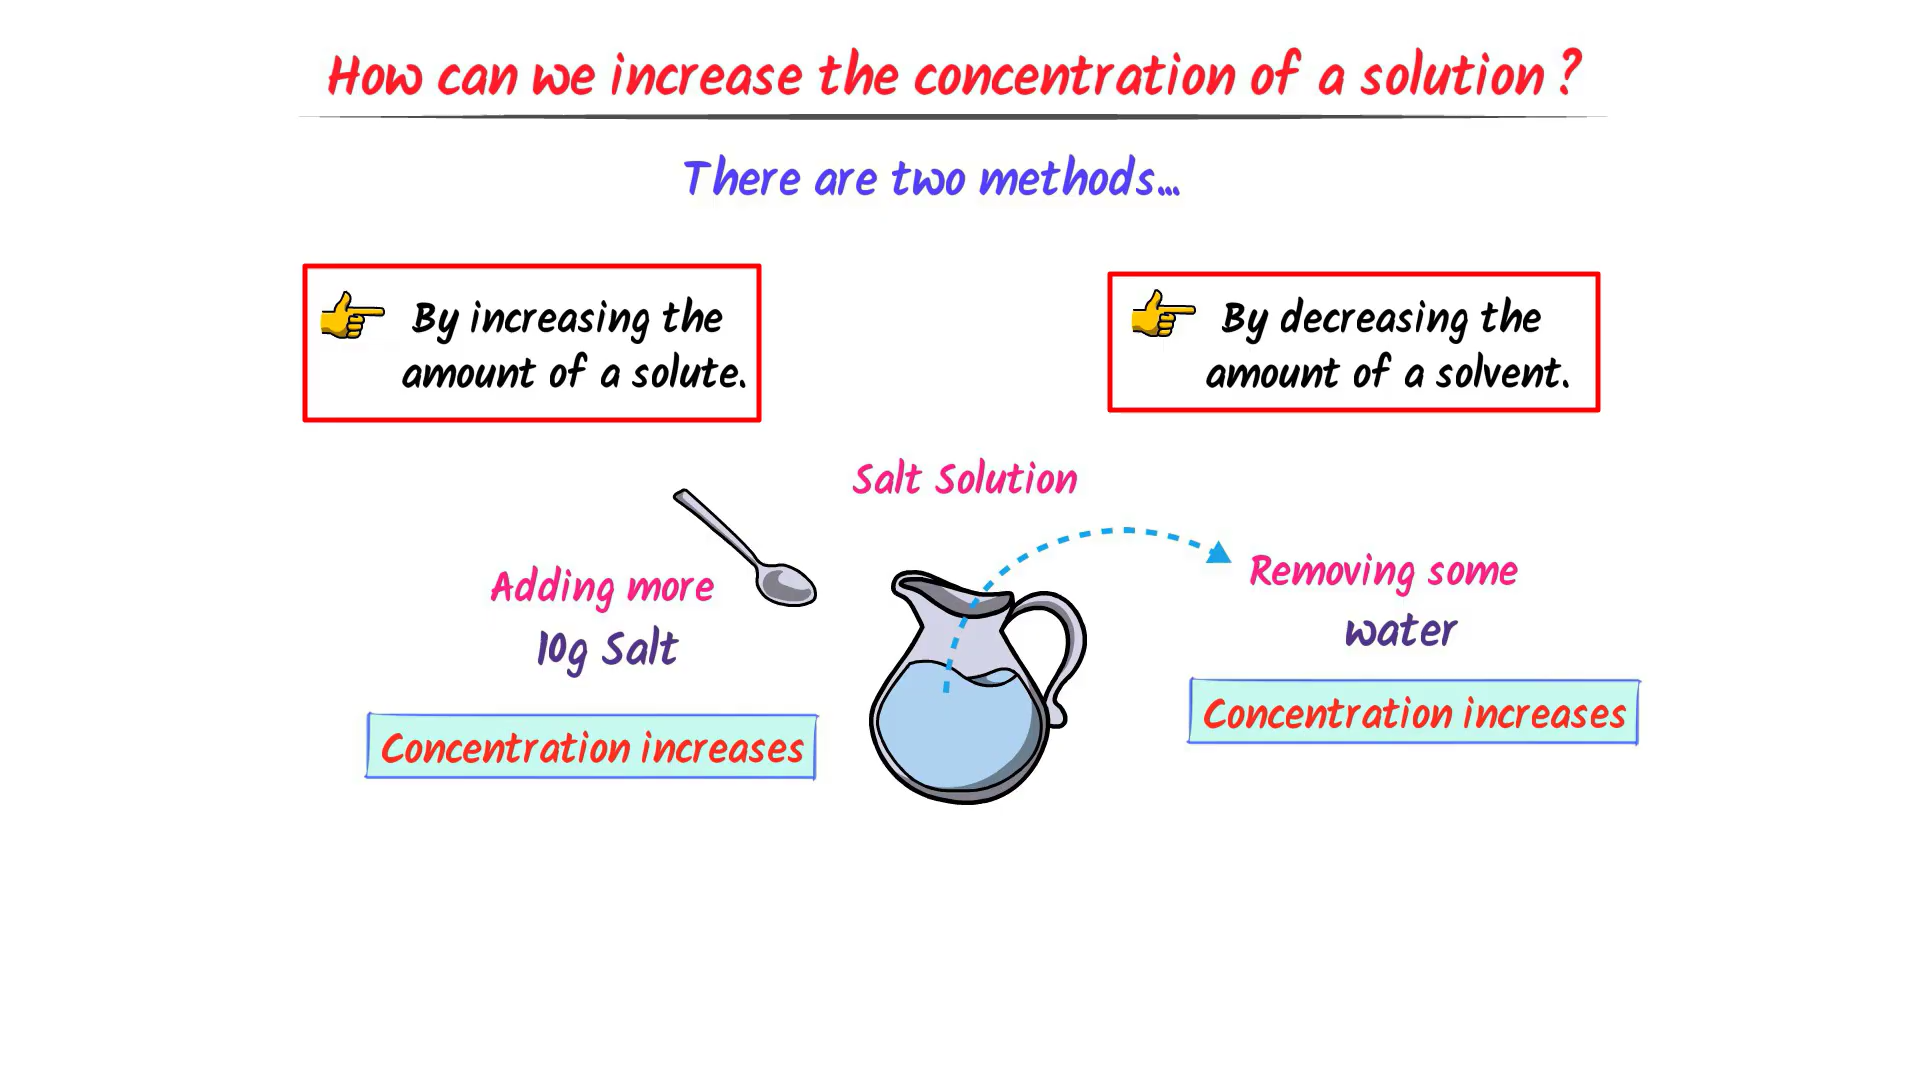 How can we increase the concentration of a solution ?
There are two methods...
By increasing the
amount of a solute.
By decreasing the
amount of a solvent.
Salt Solution
Adding more
10g Salt
Concentration increases
Removing some
water
Concentration increases